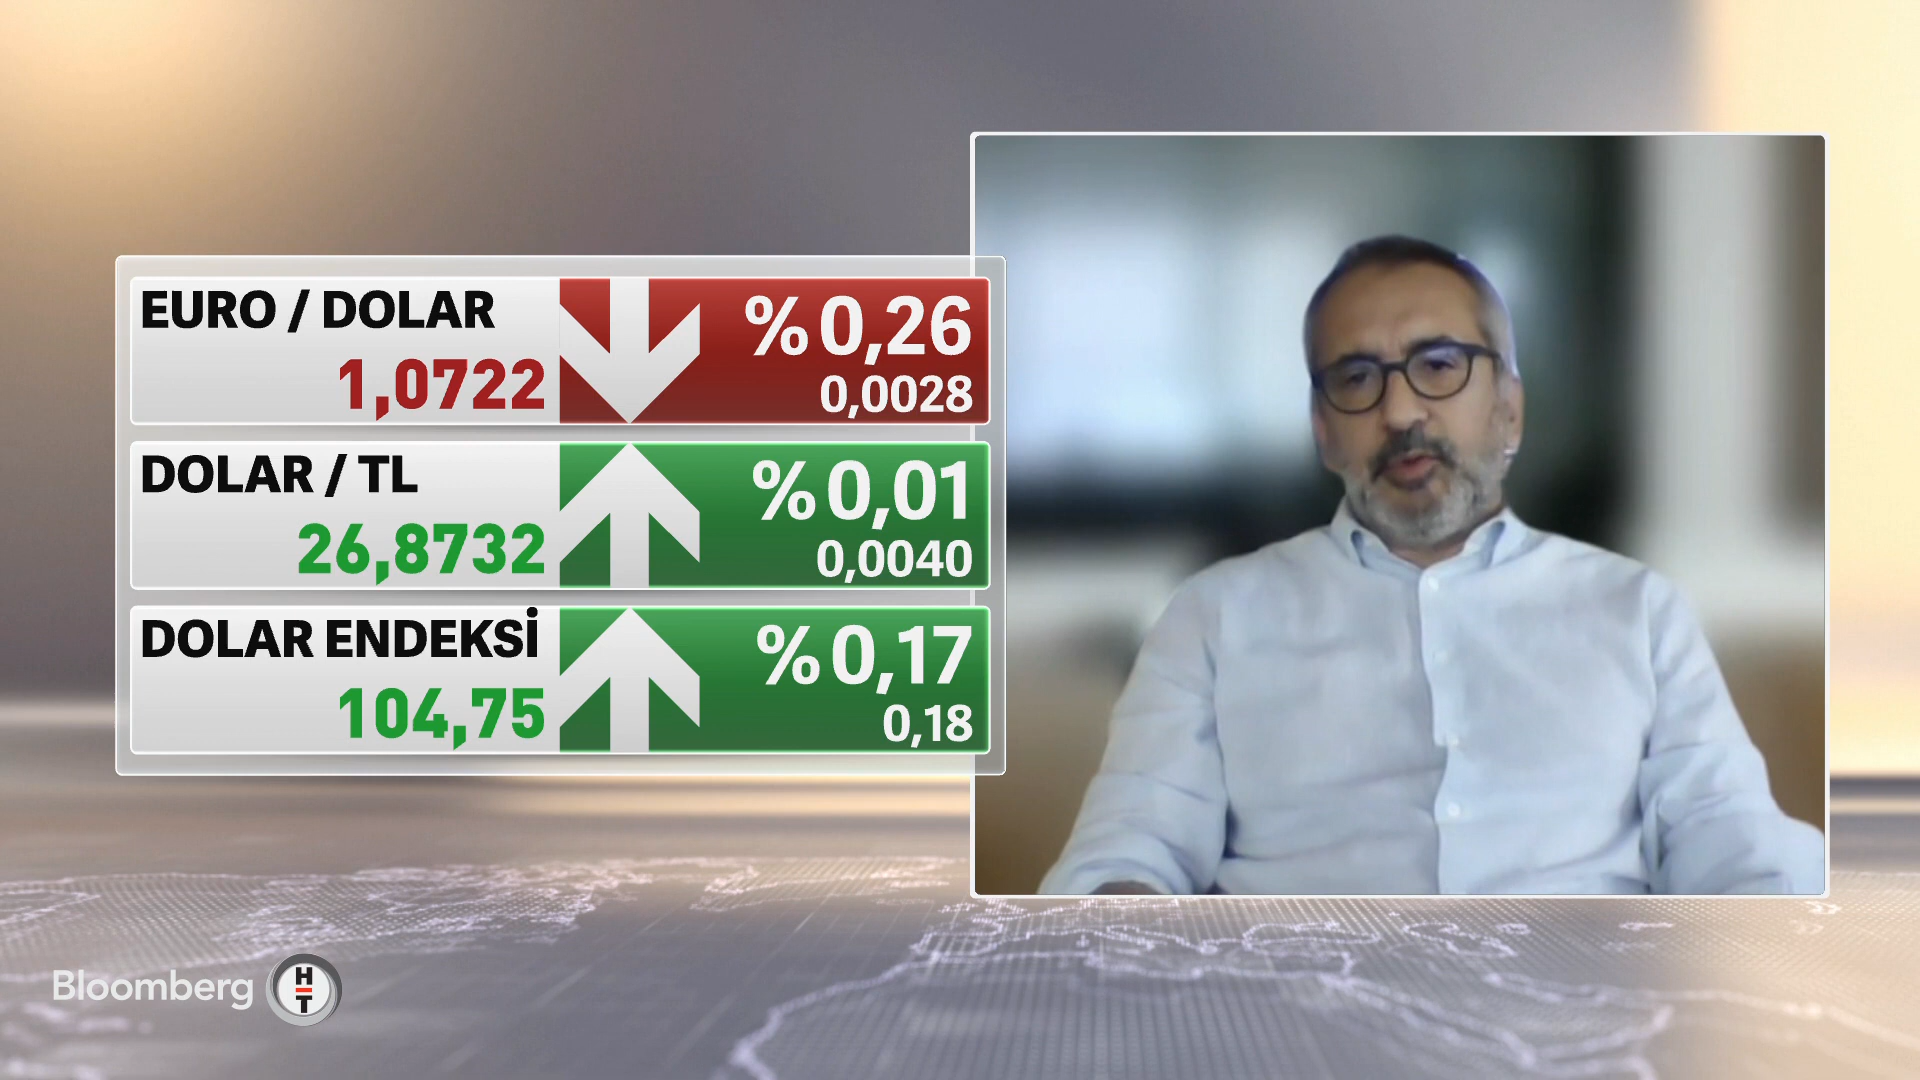 EURO / DOLAR
1,0722
%0,26
0,0028
DOLAR / TL
26,8732
%0,01
0,0040
DOLAR ENDEKSİ
104,75
%0,17
0,18
Bloomberg HT